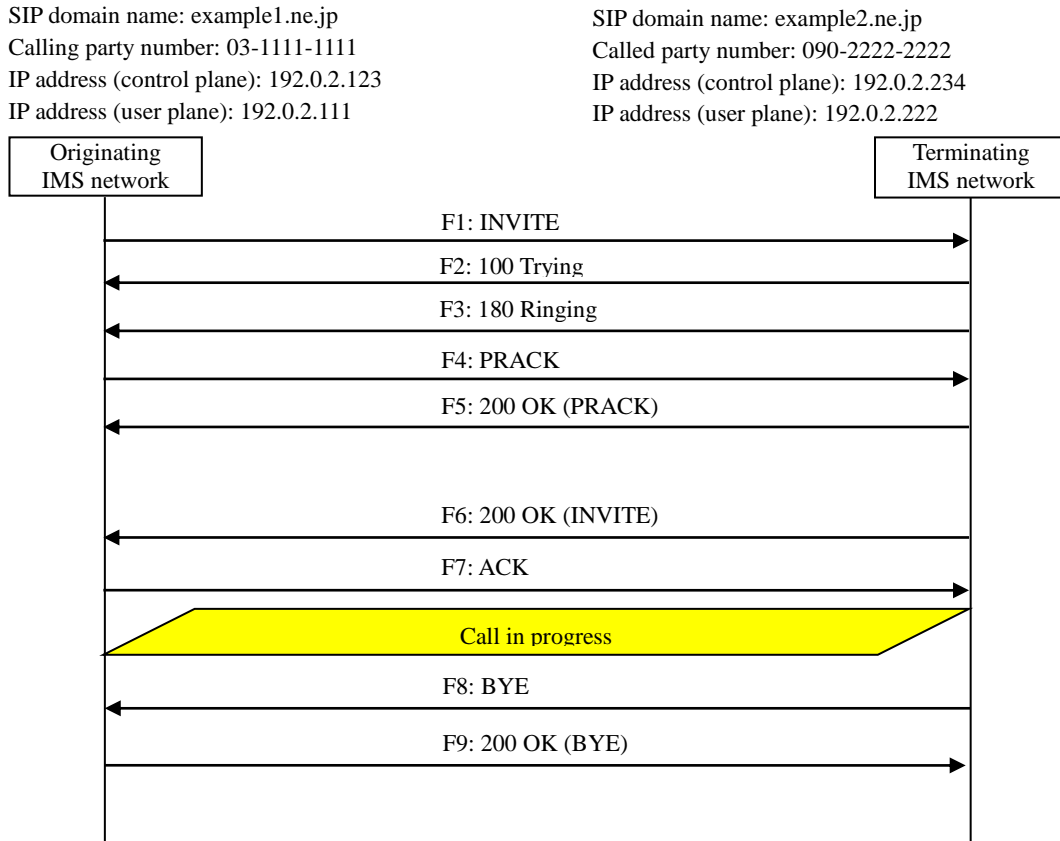 SIP domain name: example1.ne.jp
Calling party number: 03-1111-1111
IP address (control plane): 192.0.2.123
IP address (user plane): 192.0.2.111
SIP domain name: example2.ne.jp
Called party number: 090-2222-2222
IP address (control plane): 192.0.2.234
IP address (user plane): 192.0.2.222
Originating
IMS network
Terminating
IMS network
F1: INVITE
F2: 100 Trying
F3: 180 Ringing
F4: PRACK
F5: 200 OK (PRACK)
F6: 200 OK (INVITE)
F7: ACK
Call in progress
F8: BYE
F9: 200 OK (BYE)